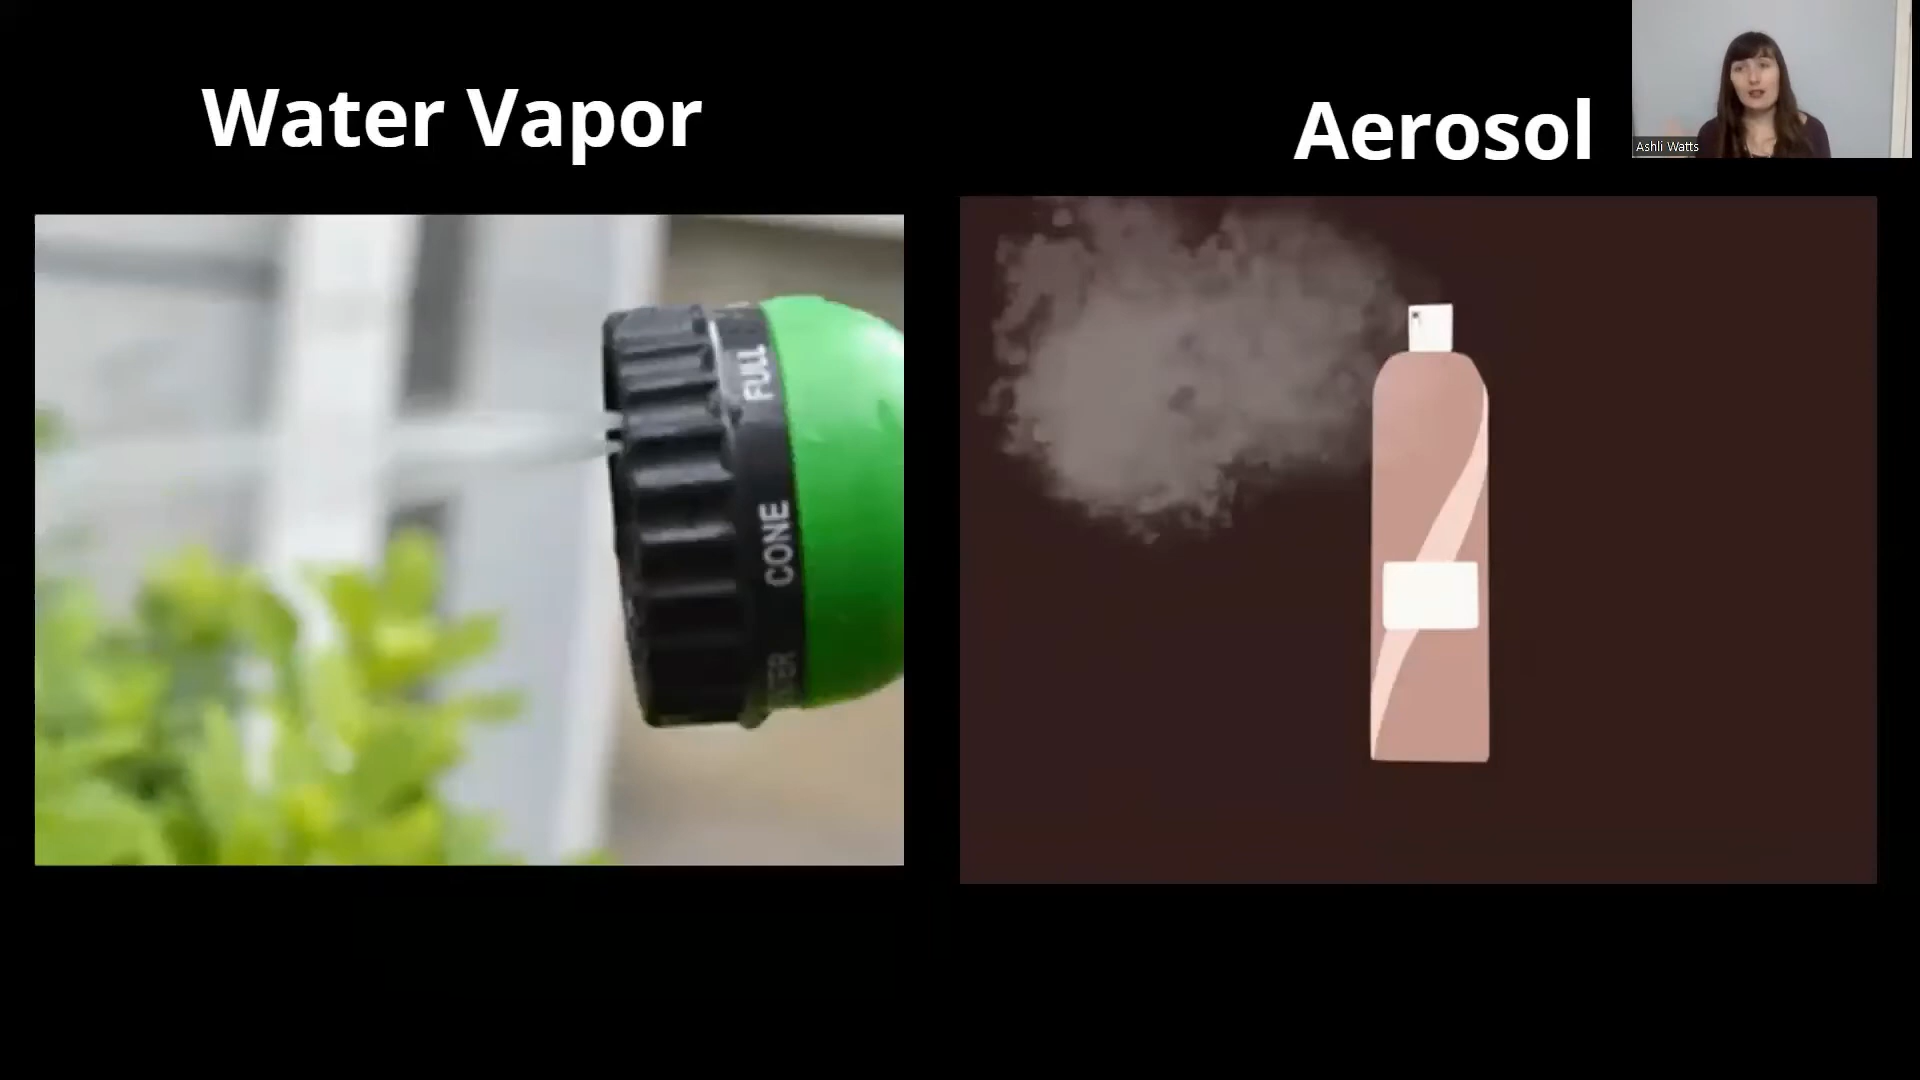 Water Vapor
Aerosol
Ashli Watts
FULL
CONE